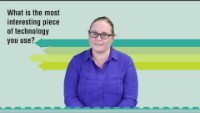 What is the most
interesting piece
of technology
you use?